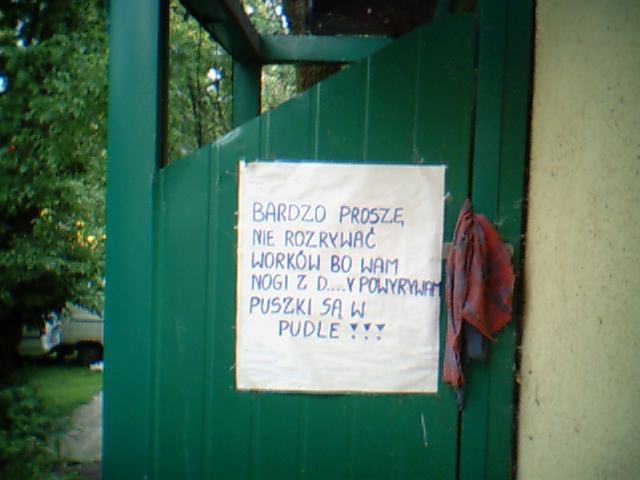 BARDZO PROSZĘ
NIE ROZRYWAĆ
WORKÓW BO WAM
NOGI Z D....Y POWYRYWAM
PUSZKI SĄ W
PUDLE !!!